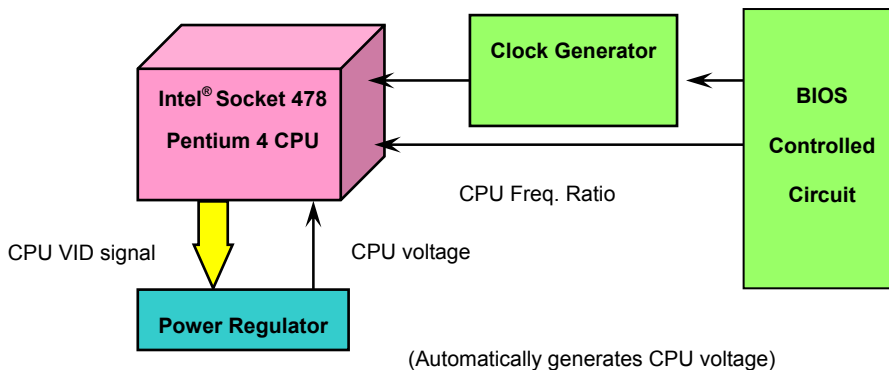 Clock Generator
Intel® Socket 478
Pentium 4 CPU
BIOS
Controlled
Circuit
CPU Freq. Ratio
CPU VID signal
CPU voltage
Power Regulator
(Automatically generates CPU voltage)